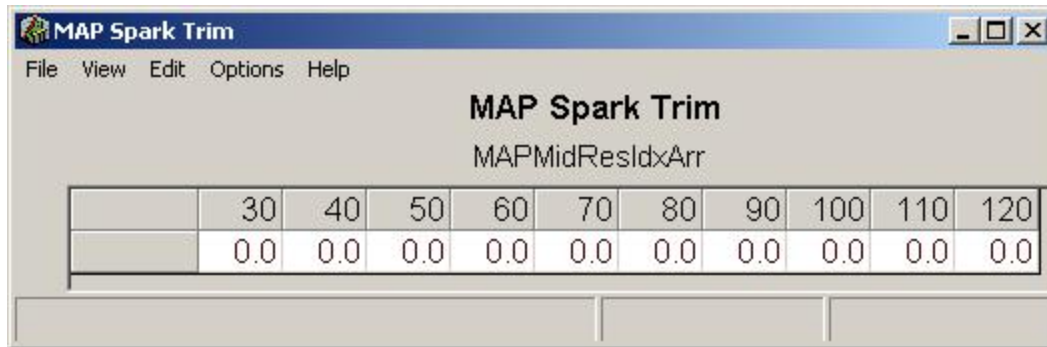 MAP Spark Trim
File View Edit Options Help
MAP Spark Trim
MAPMidResIdxArr
30 40 50 60 70 80 90 100 110 120
0.0 0.0 0.0 0.0 0.0 0.0 0.0 0.0 0.0 0.0